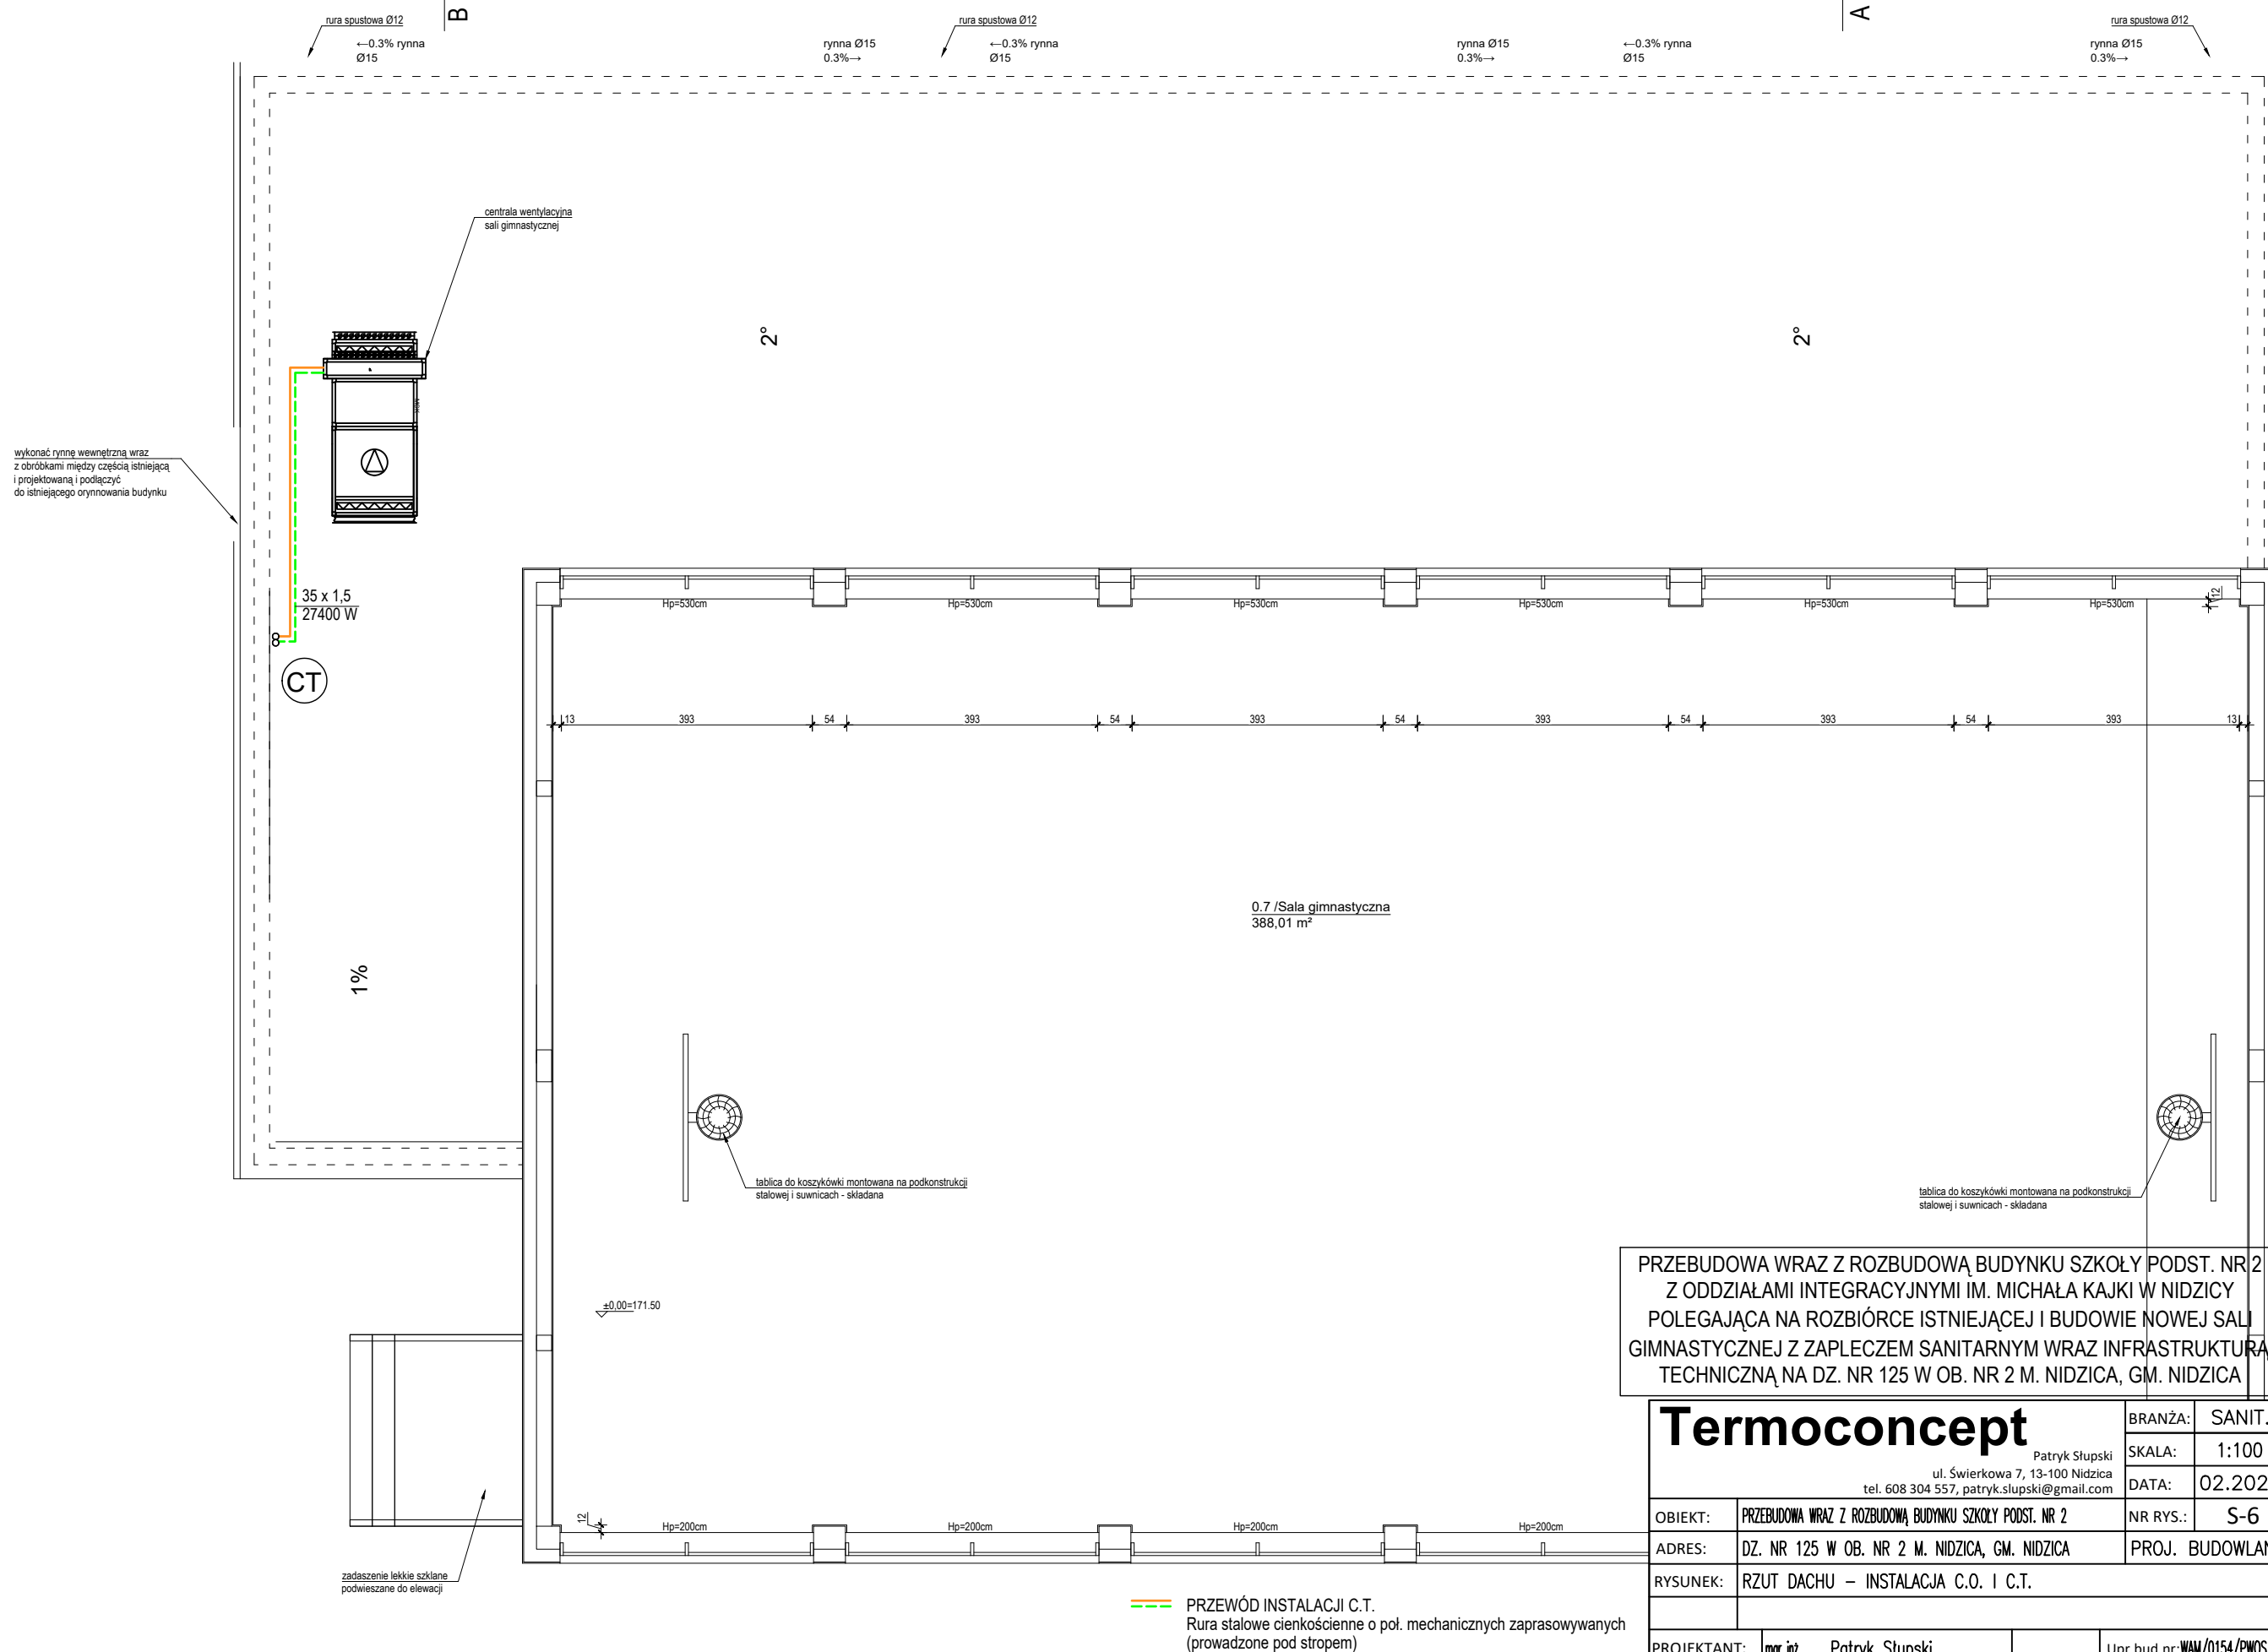 rura spustowa Ø12
B
rura spustowa Ø12
A
rura spustowa Ø12
←0.3% rynna
Ø15
rynna Ø15
0.3%→
←0.3% rynna
Ø15
rynna Ø15
0.3%→
←0.3% rynna
Ø15
rynna Ø15
0.3%→
centrala wentylacyjna
sali gimnastycznej
2°
2°
wykonać rynnę wewnętrzną wraz
z obróbkami między częścią istniejącą
i projektowaną i podłączyć
do istniejącego orynnowania budynku
35 x 1,5
27400 W
CT
Hp=530cm
Hp=530cm
Hp=530cm
Hp=530cm
Hp=530cm
Hp=530cm
12
13
393
54
393
54
393
54
393
54
393
54
393
13
0.7 /Sala gimnastyczna
388,01 m²
1%
tablica do koszykówki montowana na podkonstrukcji
stalowej i suwnicach - składana
tablica do koszykówki montowana na podkonstrukcji
stalowej i suwnicach - składana
±0,00=171.50
PRZEBUDOWA WRAZ Z ROZBUDOWĄ BUDYNKU SZKOŁY PODST. NR 2
Z ODDZIAŁAMI INTEGRACYJNYMI IM. MICHAŁA KAJKI W NIDZICY
POLEGAJĄCA NA ROZBIÓRCE ISTNIEJĄCEJ I BUDOWIE NOWEJ SALI
GIMNASTYCZNEJ Z ZAPLECZEM SANITARNYM WRAZ INFRASTRUKTURĄ
TECHNICZNĄ NA DZ. NR 125 W OB. NR 2 M. NIDZICA, GM. NIDZICA
Termoconcept
Patryk Słupski
ul. Świerkowa 7, 13-100 Nidzica
tel. 608 304 557, patryk.slupski@gmail.com
BRANŻA: SANIT.
SKALA: 1:100
DATA: 02.202
OBIEKT: PRZEBUDOWA WRAZ Z ROZBUDOWĄ BUDYNKU SZKOŁY PODST. NR 2
NR RYS.: S-6
ADRES: DZ. NR 125 W OB. NR 2 M. NIDZICA, GM. NIDZICA
PROJ. BUDOWLAN
RYSUNEK: RZUT DACHU – INSTALACJA C.O. I C.T.
PROJEKTANT: mgr inż. Patryk Słupski
Upr.bud.nr: WAM/0154/PWOS
12
Hp=200cm
Hp=200cm
Hp=200cm
Hp=200cm
zadaszenie lekkie szklane
podwieszane do elewacji
PRZEWÓD INSTALACJI C.T.
Rura stalowe cienkościenne o poł. mechanicznych zaprasowywanych
(prowadzone pod stropem)